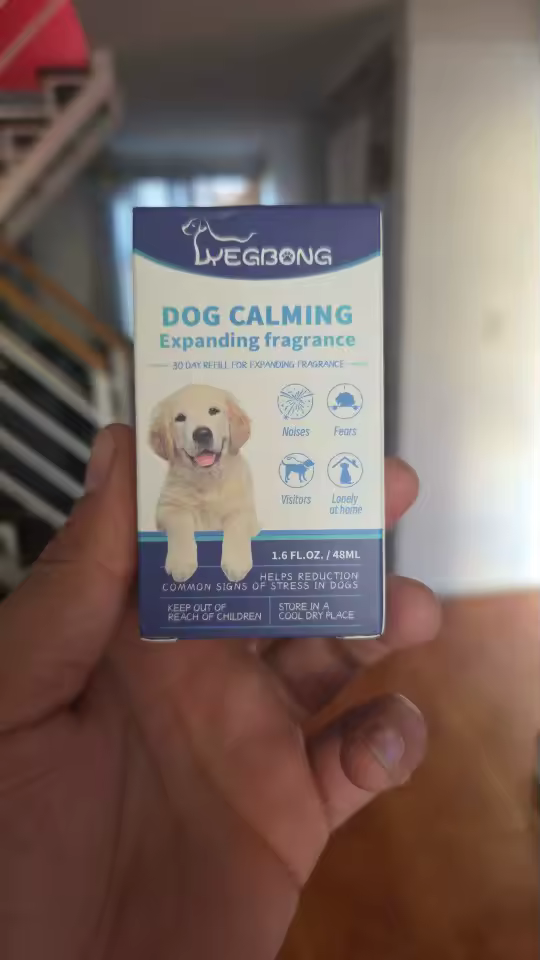 YEGBONG
DOG CALMING
Expanding fragrance
30 DAY REFILL FOR EXPANDING FRAGRANCE
Noises
Fears
Visitors
Lonely
at home
1.6 FL.OZ. / 48ML
HELPS REDUCTION
COMMON SIGNS OF STRESS IN DOGS
KEEP OUT OF
REACH OF CHILDREN
STORE IN A
COOL DRY PLACE